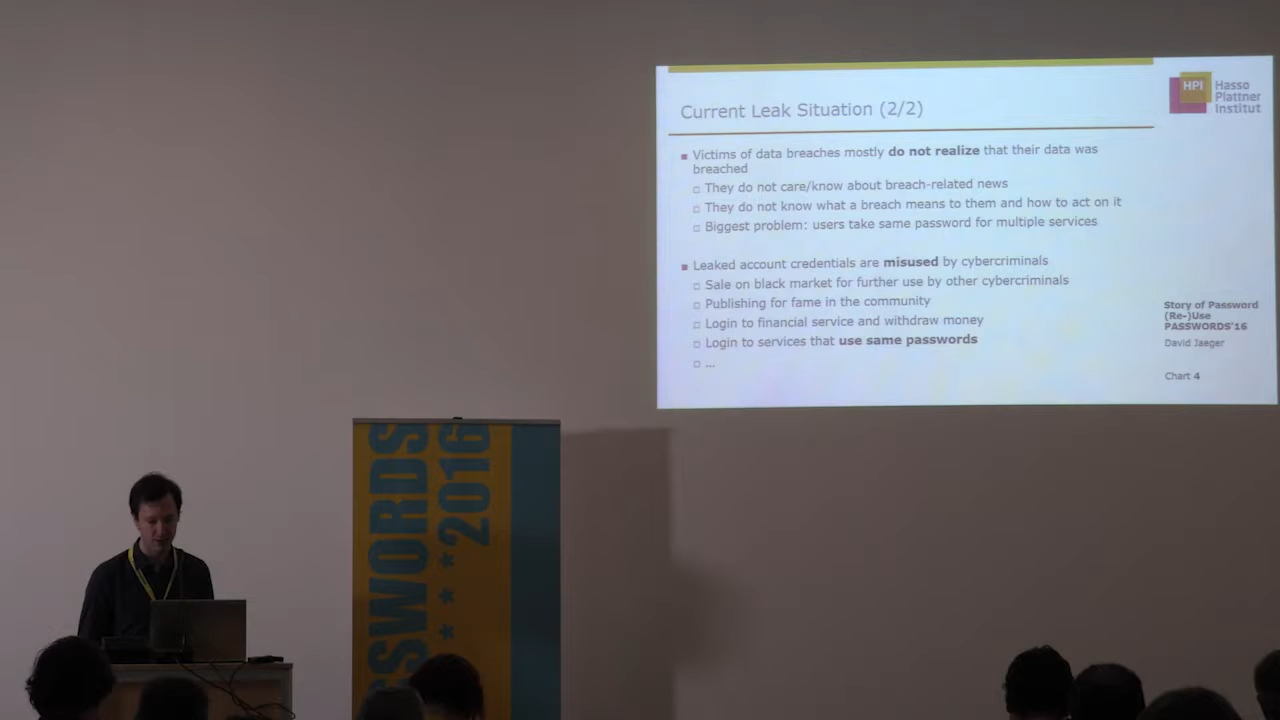 Current Leak Situation (2/2)
HPI Hasso
Plattner
Institut
Victims of data breaches mostly do not realize that their data was
breached
They do not care/know about breach-related news
They do not know what a breach means to them and how to act on it
Biggest problem: users take same password for multiple services
Leaked account credentials are misused by cybercriminals
Sale on black market for further use by other cybercriminals
Publishing for fame in the community
Login to financial service and withdraw money
Login to services that use same passwords
...
Story of Password
(Re-)Use
PASSWORDS'16
David Jaeger
Chart 4
SSWORDS
***2016